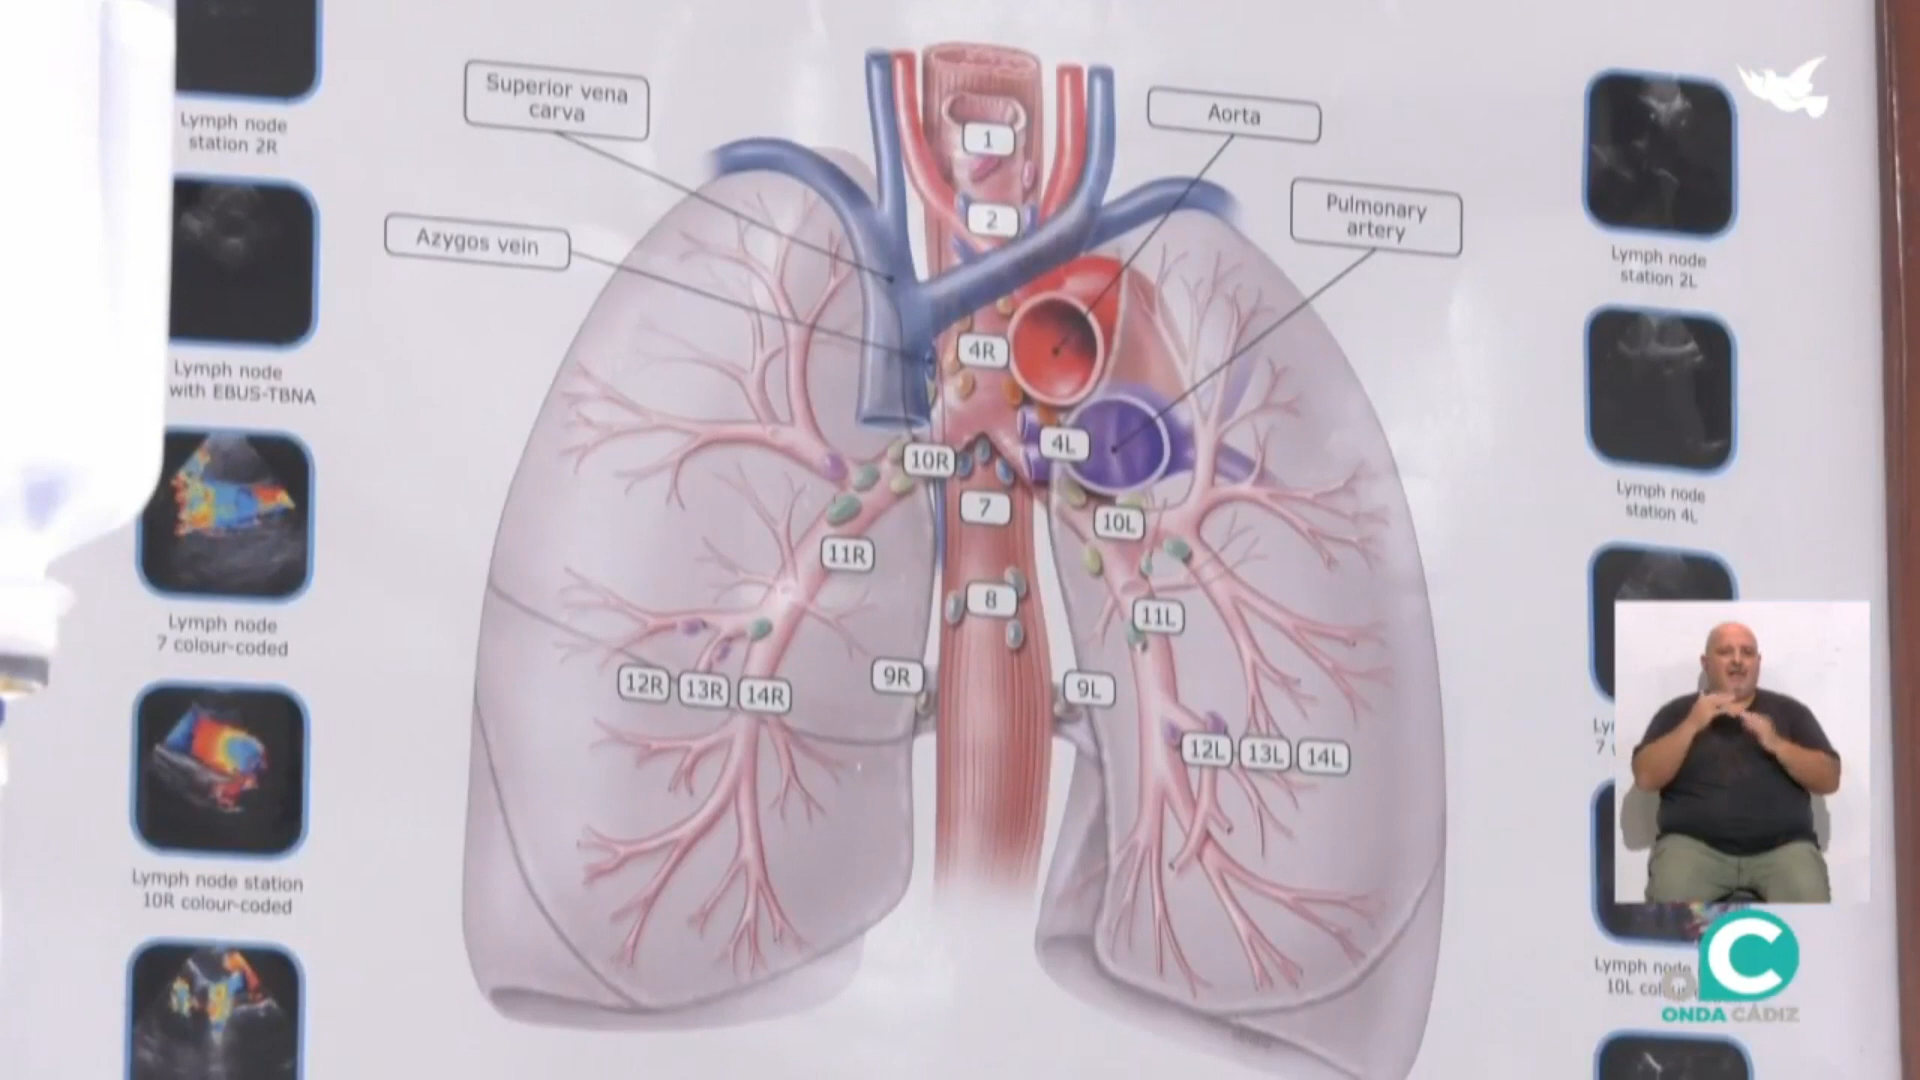 Lymph node
station 2R
Lymph node
with EBUS-TBNA
Lymph node
7 colour-coded
Lymph node station
10R colour-coded
Superior vena
carva
Azygos vein
Aorta
Pulmonary
artery
1
2
4R
4L
10R
7
10L
11R
8
11L
9R
9L
12R
13R
14R
12L
13L
14L
Lymph node
station 2L
Lymph node
station 4L
Lymph node
10L
C
ONDA CÁDIZ